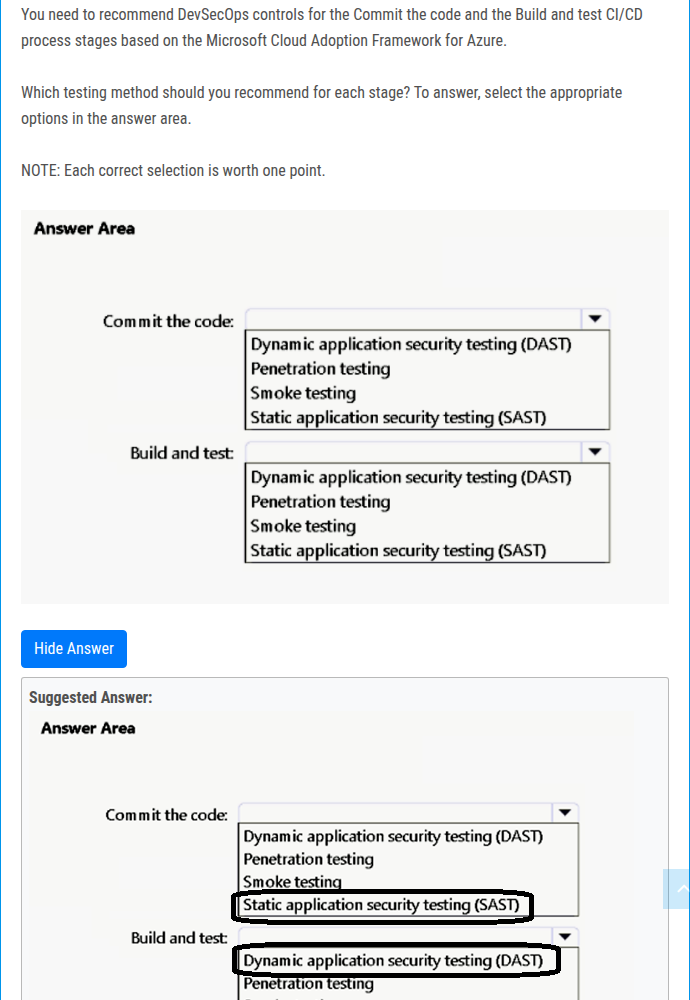 You need to recommend DevSecOps controls for the Commit the code and the Build and test CI/CD
process stages based on the Microsoft Cloud Adoption Framework for Azure.
Which testing method should you recommend for each stage? To answer, select the appropriate
options in the answer area.
NOTE: Each correct selection is worth one point.
Answer Area
Commit the code:
Dynamic application security testing (DAST)
Penetration testing
Smoke testing
Static application security testing (SAST)
Build and test:
Dynamic application security testing (DAST)
Penetration testing
Smoke testing
Static application security testing (SAST)
Hide Answer
Suggested Answer:
Answer Area
Commit the code:
Dynamic application security testing (DAST)
Penetration testing
Smoke testing
Static application security testing (SAST)
Build and test:
Dynamic application security testing (DAST)
Penetration testing